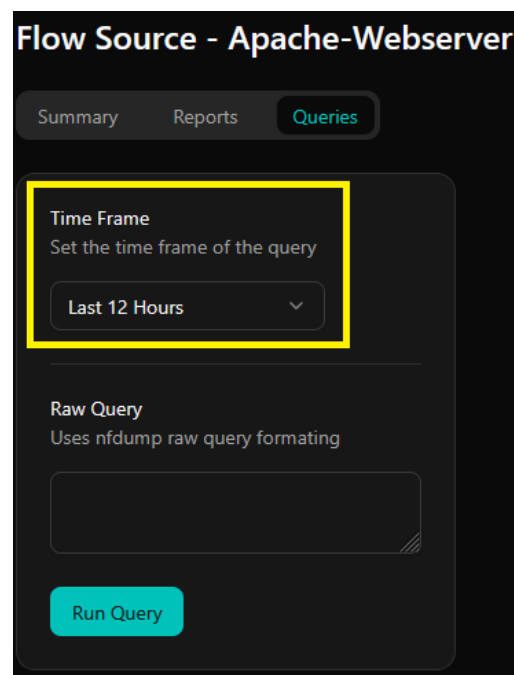 Flow Source - Apache-Webserver
Summary Reports Queries
Time Frame
Set the time frame of the query
Last 12 Hours
Raw Query
Uses nfdump raw query formating
Run Query